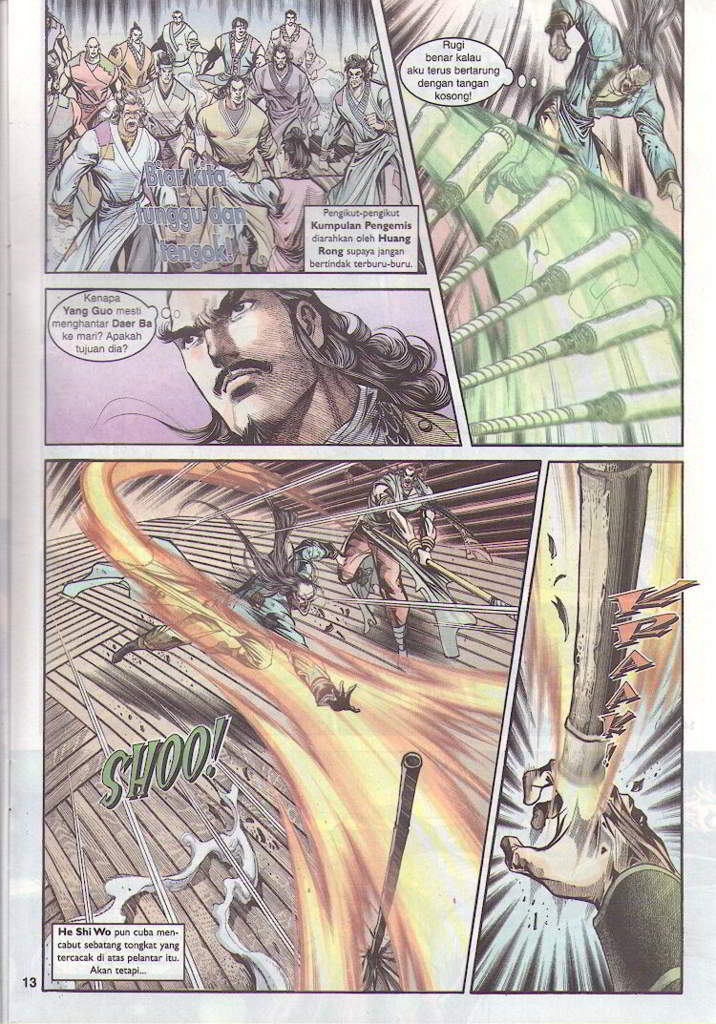 Biar kita
tunggu dan
tengok!
Pengikut-pengikut
Kumpulan Pengemis
diarahkan oleh Huang
Rong supaya jangan
bertindak terburu-buru.
Rugi
benar kalau
aku terus bertarung
dengan tangan
kosong!
Kenapa
Yang Guo mesti
menghantar Daer Ba
ke mari? Apakah
tujuan dia?
SHOO!
He Shi Wo pun cuba men-
cabut sebatang tongkat yang
tercacak di atas pelantar itu.
Akan tetapi...
KRAAK!
13